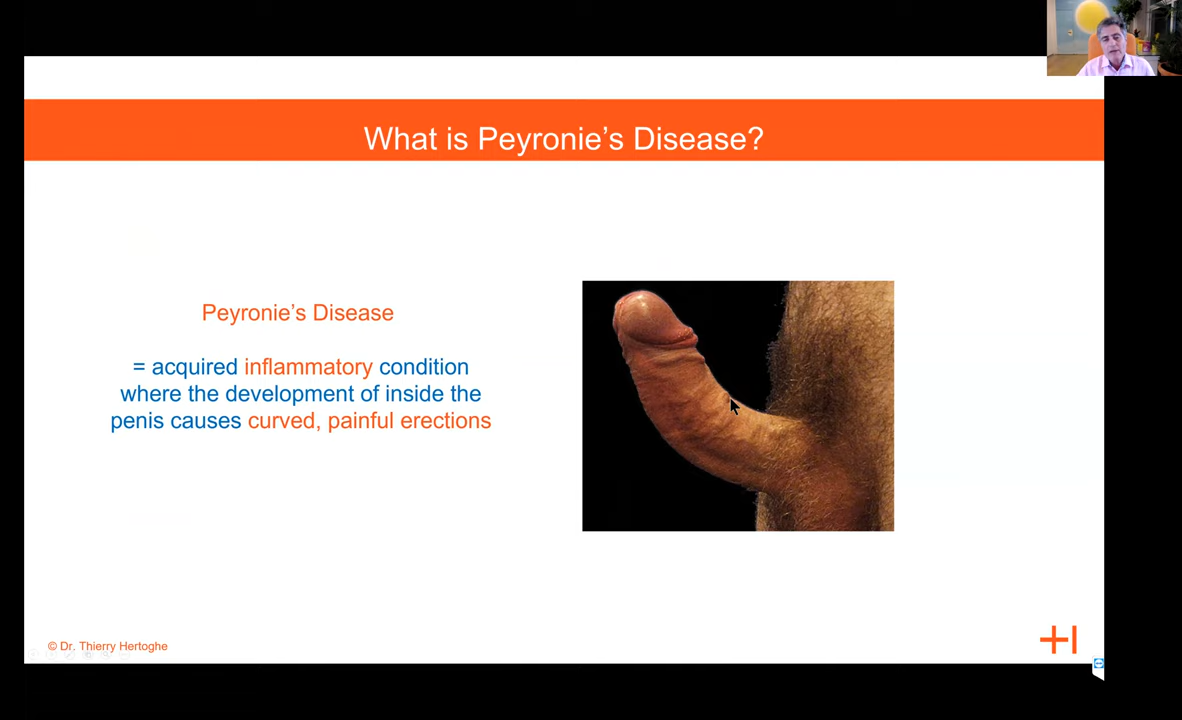 What is Peyronie’s Disease?
Peyronie’s Disease
= acquired inflammatory condition
where the development of inside the
penis causes curved, painful erections
© Dr. Thierry Hertoghe